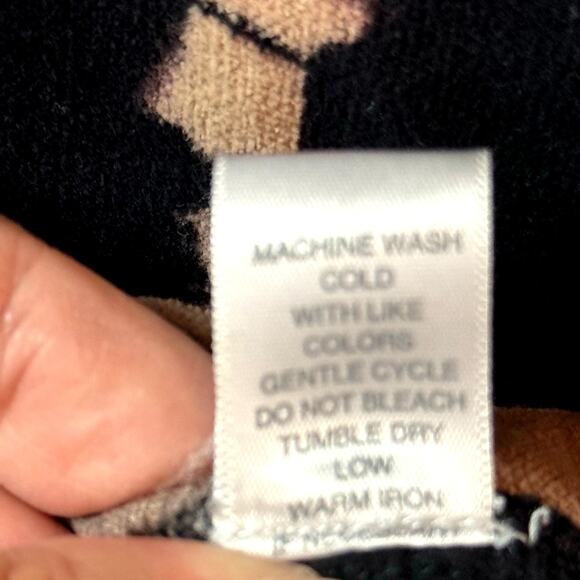 MACHINE WASH
COLD
WITH LIKE
COLORS
GENTLE CYCLE
DO NOT BLEACH
TUMBLE DRY
LOW
WARM IRON